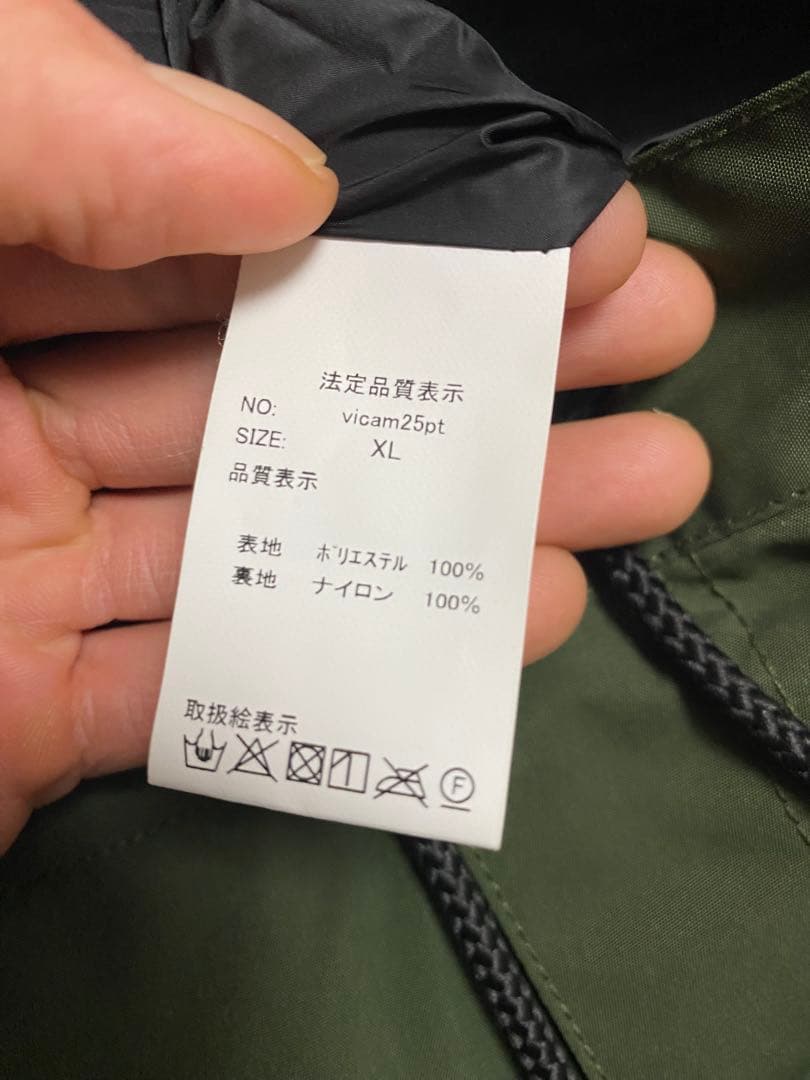 法定品質表示
NO: vicam25pt
SIZE: XL
品質表示
表地 ポリエステル 100%
裏地 ナイロン 100%
取扱絵表示
F